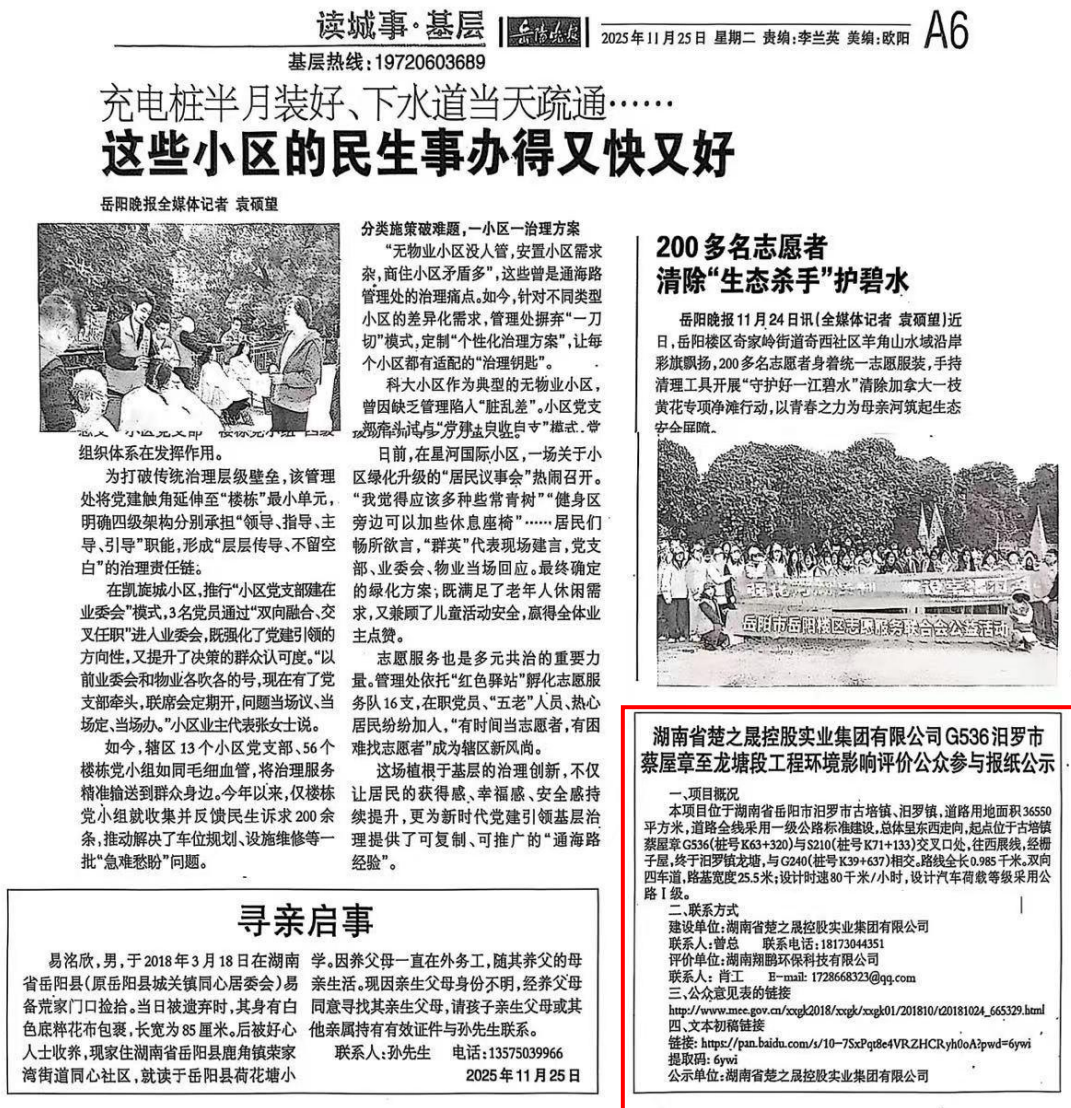 读城事·基层
岳阳晚报
2025年11月25日 星期二 责编:李兰英 美编:欧阳
A6
基层热线:19720603689
充电桩半月装好、下水道当天疏通……
这些小区的民生事办得又快又好
岳阳晚报全媒体记者 袁硕望
组织体系在发挥作用。
为打破传统治理层级壁垒,该管理
处将党建触角延伸至“楼栋”最小单元,
明确四级架构分别承担“领导、指导、主
导、引导”职能,形成“层层传导、不留空
白”的治理责任链。
在凯旋城小区,推行“小区党支部建在
业委会”模式,3名党员通过“双向融合、交
叉任职”进入业委会,既强化了党建引领的
方向性,又提升了决策的群众认可度。“以
前业委会和物业各吹各的号,现在有了党
支部牵头,联席会定期开,问题当场议、当
场定、当场办。”小区业主代表张女士说。
如今,辖区13个小区党支部、56个
楼栋党小组如同毛细血管,将治理服务
精准输送到群众身边。今年以来,仅楼栋
党小组就收集并反馈民生诉求200余
条,推动解决了车位规划、设施维修等一
批“急难愁盼”问题。
分类施策破难题,一小区一治理方案
“无物业小区没人管,安置小区需求
杂,商住小区矛盾多”,这些曾是通海路
管理处的治理痛点。如今,针对不同类型
小区的差异化需求,管理处摒弃“一刀
切”模式,定制“个性化治理方案”,让每
个小区都有适配的“治理钥匙”。
科大小区作为典型的无物业小区,
曾因缺乏管理陷入“脏乱差”。小区党支
部牵头试点“党建+自收自支”模式,党
日前,在星河国际小区,一场关于小
区绿化升级的“居民议事会”热闹召开。
“我觉得应该多种些常青树”“健身区
旁边可以加些休息座椅”……居民们
畅所欲言,“群英”代表现场建言,党支
部、业委会、物业当场回应。最终确定
的绿化方案;既满足了老年人休闲需
求,又兼顾了儿童活动安全,赢得全体业
主点赞。
志愿服务也是多元共治的重要力
量。管理处依托“红色驿站”孵化志愿服
务队16支,在职党员、“五老”人员、热心
居民纷纷加入,“有时间当志愿者,有困
难找志愿者”成为辖区新风尚。
这场植根于基层的治理创新,不仅
让居民的获得感、幸福感、安全感持
续提升,更为新时代党建引领基层治
理提供了可复制、可推广的“通海路
经验”。
200多名志愿者
清除“生态杀手”护碧水
岳阳晚报11月24日讯(全媒体记者 袁硕望)近
日,岳阳楼区奇家岭街道奇西社区羊角山水域沿岸
彩旗飘扬,200多名志愿者身着统一志愿服装,手持
清理工具开展“守护好一江碧水”清除加拿大一枝
黄花专项净滩行动,以青春之力为母亲河筑起生态
安全屏障。
岳阳市岳阳楼区志愿服务联合会公益活动
寻亲启事
易洺欣,男,于2018年3月18日在湖南
省岳阳县(原岳阳县城关镇同心居委会)易
备荒家门口捡拾。当日被遗弃时,其身有白
色底粹花布包裹,长宽为85厘米。后被好心
人士收养,现家住湖南省岳阳县鹿角镇荣家
湾街道同心社区,就读于岳阳县荷花塘小
学。因养父母一直在外务工,随其养父的母
亲生活。现因亲生父母身份不明,经养父母
同意寻找其亲生父母,请孩子亲生父母或其
他亲属持有有效证件与孙先生联系。
联系人:孙先生 电话:13575039966
2025年11月25日
湖南省楚之晟控股实业集团有限公司G536汨罗市
蔡屋章至龙塘段工程环境影响评价公众参与报纸公示
一、项目概况
本项目位于湖南省岳阳市汨罗市古培镇、汨罗镇,道路用地面积36550
平方米,道路全线采用一级公路标准建设,总体呈东西走向,起点位于古培镇
蔡屋章G536(桩号K63+320)与S210(桩号K71+133)交叉口处,往西展线,经栅
子屋,终于汨罗镇龙塘,与G240(桩号K39+637)相交。路线全长0.985千米。双向
四车道,路基宽度25.5米;设计时速80千米/小时,设计汽车荷载等级采用公
路Ⅰ级。
二、联系方式
建设单位:湖南省楚之晟控股实业集团有限公司
联系人:曾总 联系电话:18173044351
评价单位:湖南翔鹏环保科技有限公司
联系人: 肖工 E-mail: 1728668323@qq.com
三、公众意见表的链接
http://www.mee.gov.cn/xxgk2018/xxgk/xxgk01/201810/t20181024_665329.html
四、文本初稿链接
链接: https://pan.baidu.com/s/10-7SxPqt8e4VRZHCRyh0oA?pwd=6ywi
提取码: 6ywi
公示单位:湖南省楚之晟控股实业集团有限公司